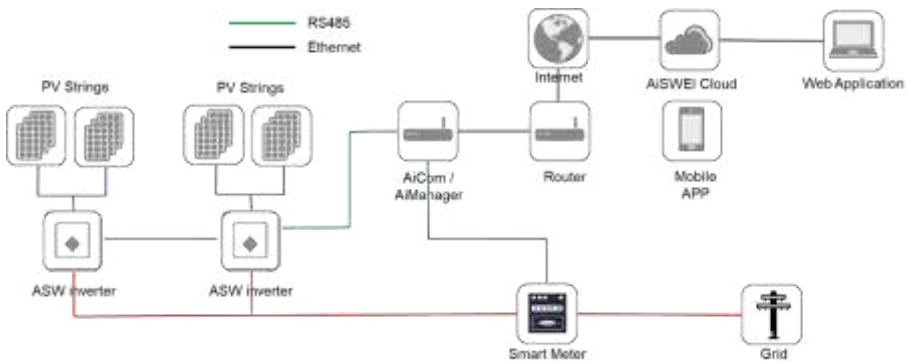 RS485
Ethernet
PV Strings
PV Strings
Internet
AiSWEI Cloud
Web Application
AiCom /
AiManager
Router
Mobile
APP
ASW inverter
ASW inverter
Smart Meter
Grid